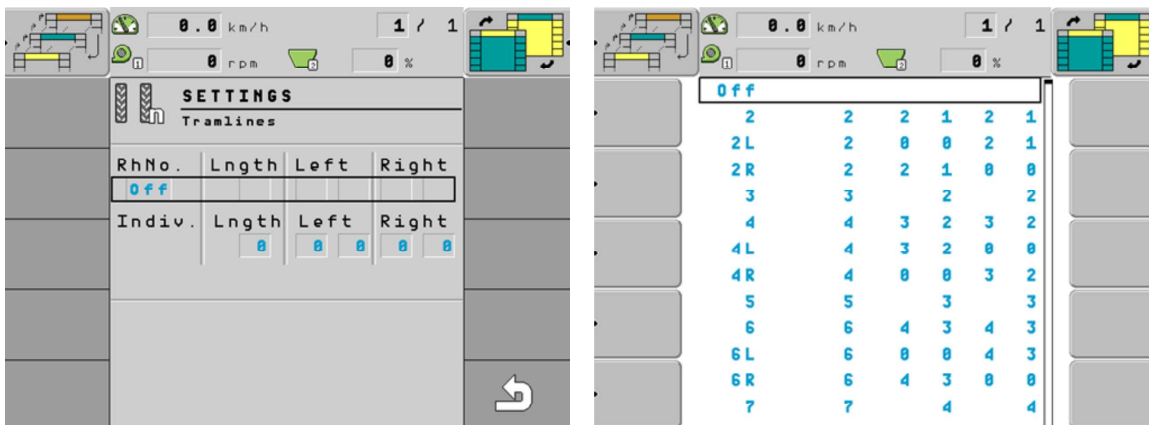 0.0 km/h 1 / 1
1 0 rpm 2 0 %
SETTINGS
n Tramlines
RhNo. Lngth Left Right
Off
Indiv. Lngth Left Right
0 0 0 0 0
0.0 km/h 1 / 1
1 0 rpm 2 0 %
Off
2 2 2 1 2 1
2L 2 0 0 2 1
2R 2 2 1 0 0
3 3 2 2
4 4 3 2 3 2
4L 4 3 2 0 0
4R 4 0 0 3 2
5 5 3 3
6 6 4 3 4 3
6L 6 0 0 4 3
6R 6 4 3 0 0
7 7 4 4